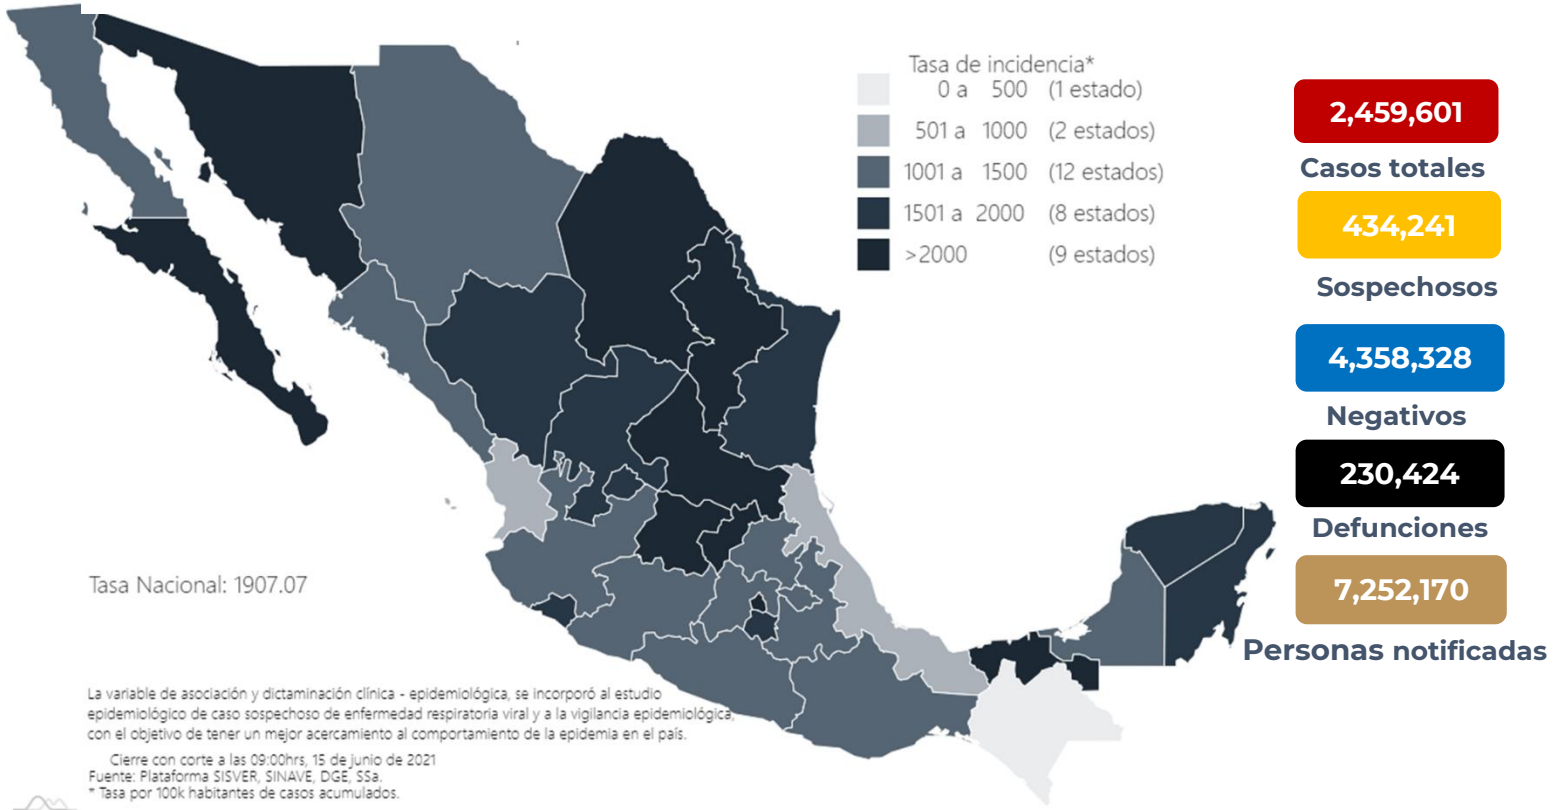 Tasa de incidencia*
0 a 500 (1 estado)
501 a 1000 (2 estados)
1001 a 1500 (12 estados)
1501 a 2000 (8 estados)
>2000 (9 estados)
2,459,601
Casos totales
434,241
Sospechosos
4,358,328
Negativos
230,424
Defunciones
7,252,170
Personas notificadas
Tasa Nacional: 1907.07
La variable de asociación y dictaminación clínica - epidemiológica, se incorporó al estudio
epidemiológico de caso sospechoso de enfermedad respiratoria viral y a la vigilancia epidemiológica,
con el objetivo de tener un mejor acercamiento al comportamiento de la epidemia en el país.
Cierre con corte a las 09:00hrs, 15 de junio de 2021
Fuente: Plataforma SISVER, SINAVE, DGE, SSa.
* Tasa por 100k habitantes de casos acumulados.